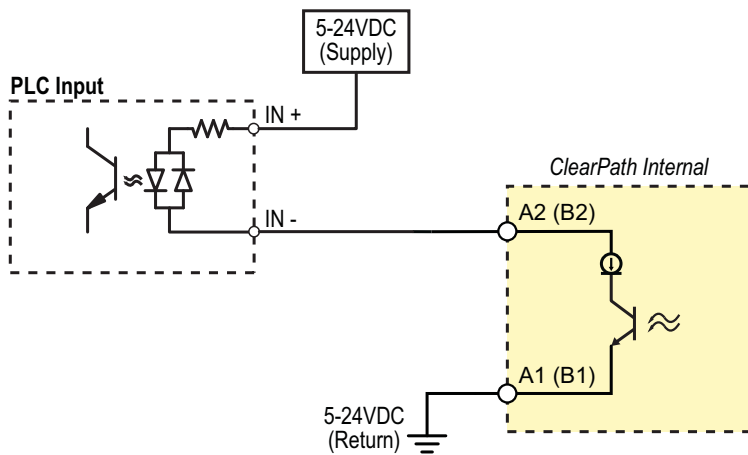 5-24VDC
(Supply)
PLC Input
IN +
ClearPath Internal
IN -
A2 (B2)
A1 (B1)
5-24VDC
(Return)